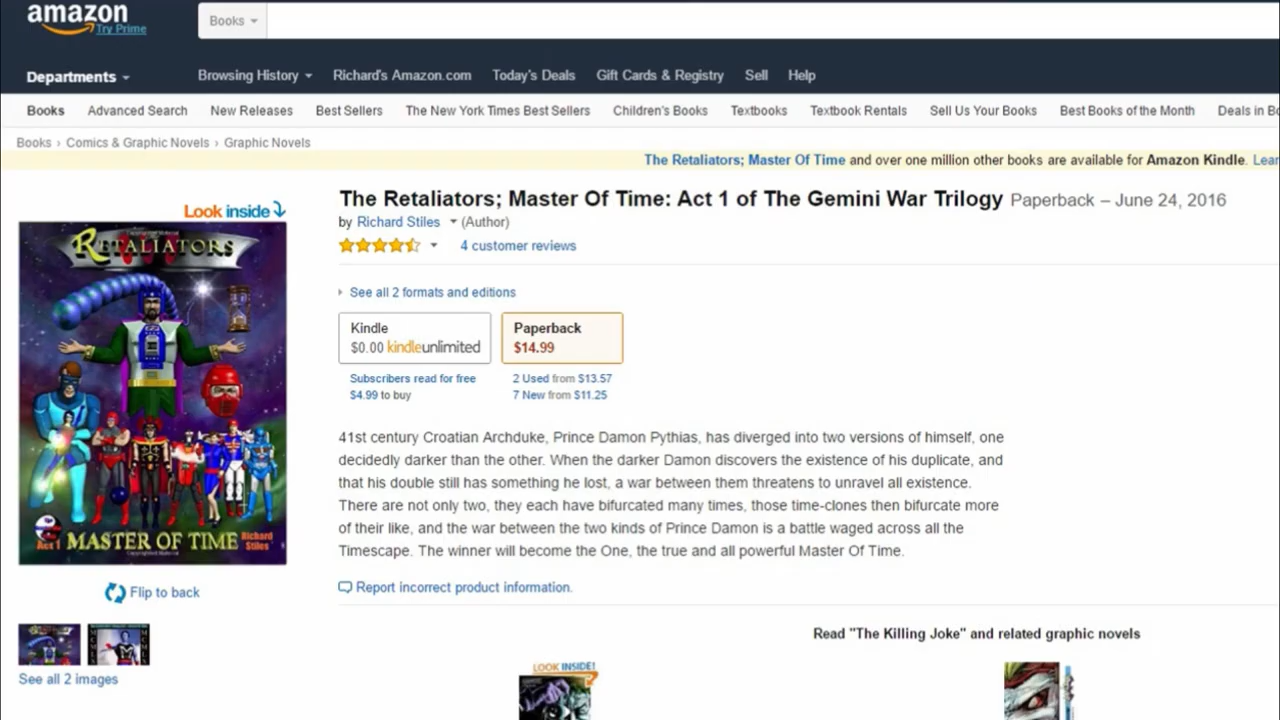 amazon
Try Prime
Books
Departments
Browsing History
Richard's Amazon.com
Today's Deals
Gift Cards & Registry
Sell
Help
Books
Advanced Search
New Releases
Best Sellers
The New York Times Best Sellers
Children's Books
Textbooks
Textbook Rentals
Sell Us Your Books
Best Books of the Month
Deals in
Books › Comics & Graphic Novels › Graphic Novels
The Retaliators; Master Of Time and over one million other books are available for Amazon Kindle.
Look inside
RETALIATORS
Act 1 MASTER OF TIME Richard Stiles
Flip to back
See all 2 images
The Retaliators; Master Of Time: Act 1 of The Gemini War Trilogy Paperback – June 24, 2016
by Richard Stiles (Author)
4 customer reviews
See all 2 formats and editions
Kindle
$0.00 kindleunlimited
Subscribers read for free
$4.99 to buy
Paperback
$14.99
2 Used from $13.57
7 New from $11.25
41st century Croatian Archduke, Prince Damon Pythias, has diverged into two versions of himself, one
decidedly darker than the other. When the darker Damon discovers the existence of his duplicate, and
that his double still has something he lost, a war between them threatens to unravel all existence.
There are not only two, they each have bifurcated many times, those time-clones then bifurcate more
of their like, and the war between the two kinds of Prince Damon is a battle waged across all the
Timescape. The winner will become the One, the true and all powerful Master Of Time.
Report incorrect product information.
Read "The Killing Joke" and related graphic novels
LOOK INSIDE!